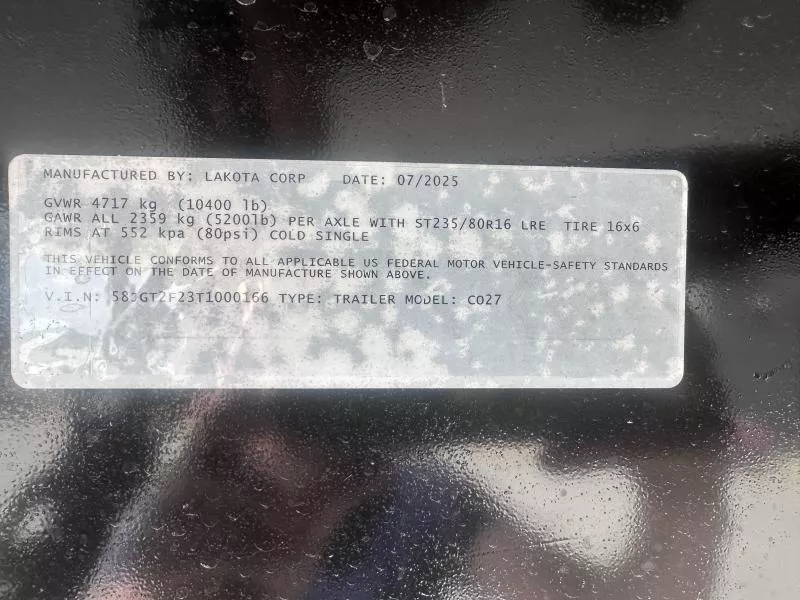 MANUFACTURED BY: LAKOTA CORP DATE: 07/2025
GVWR 4717 kg (10400 lb)
GAWR ALL 2359 kg (5200lb) PER AXLE WITH ST235/80R16 LRE TIRE 16x6
RIMS AT 552 kpa (80psi) COLD SINGLE
THIS VEHICLE CONFORMS TO ALL APPLICABLE US FEDERAL MOTOR VEHICLE-SAFETY STANDARDS
IN EFFECT ON THE DATE OF MANUFACTURE SHOWN ABOVE.
V.I.N: TYPE: TRAILER MODEL: CO27